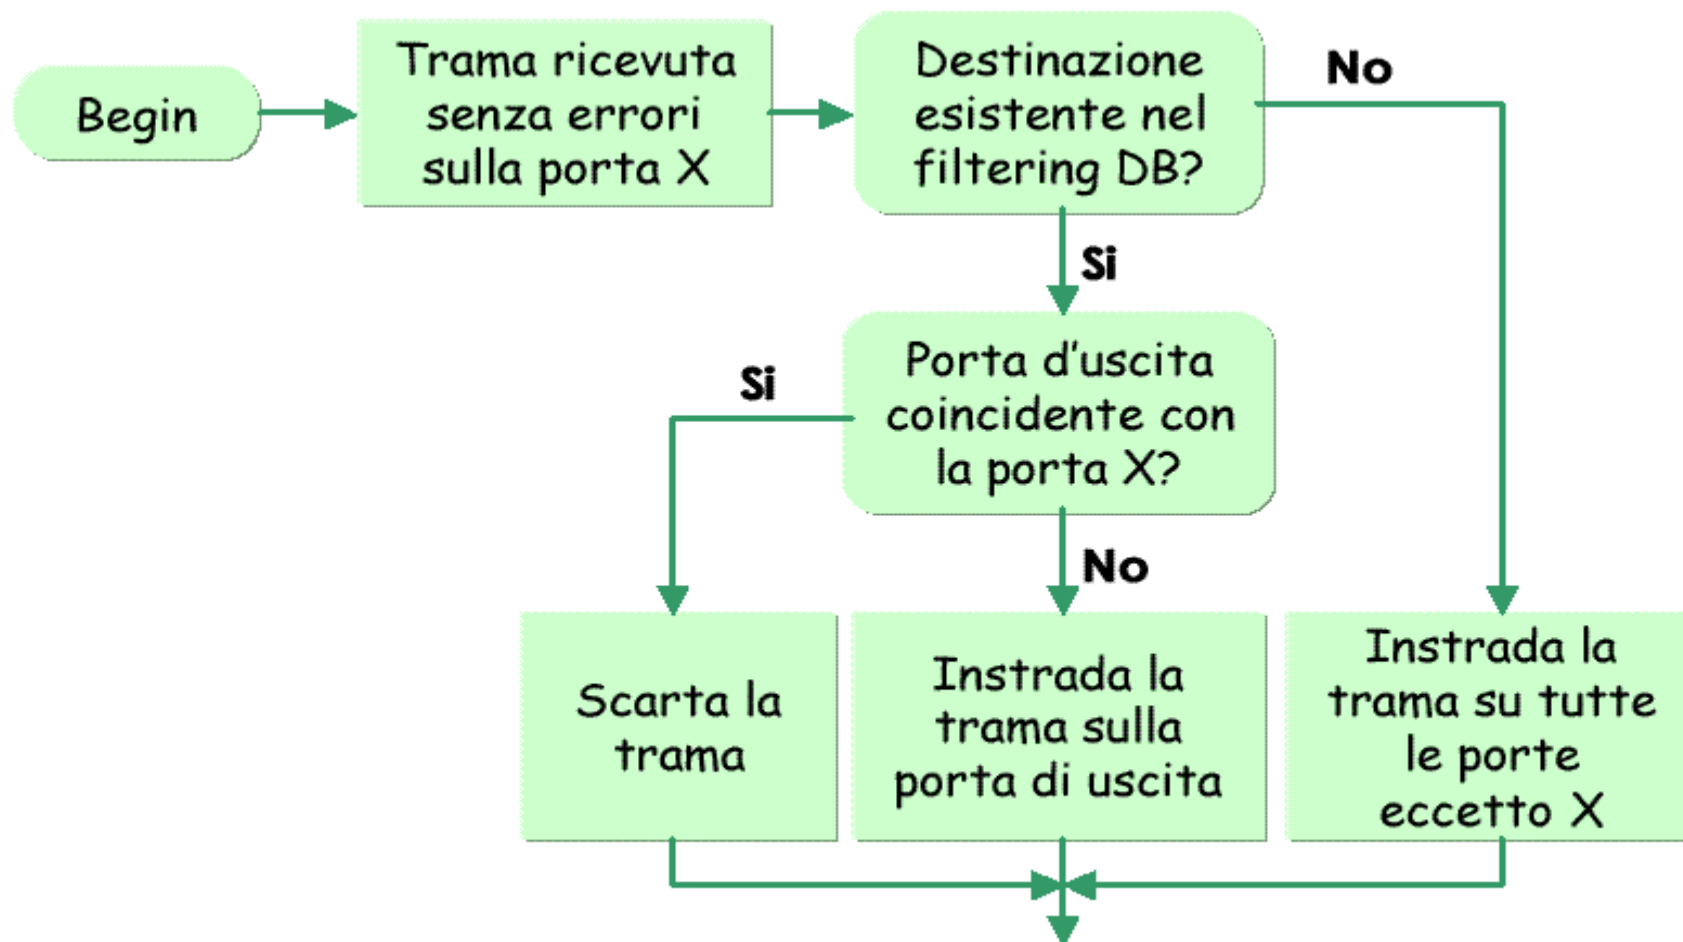 Begin
Trama ricevuta
senza errori
sulla porta X
Destinazione
esistente nel
filtering DB?
No
Si
Porta d'uscita
coincidente con
la porta X?
Si
No
Scarta la
trama
Instrada la
trama sulla
porta di uscita
Instrada la
trama su tutte
le porte
eccetto X